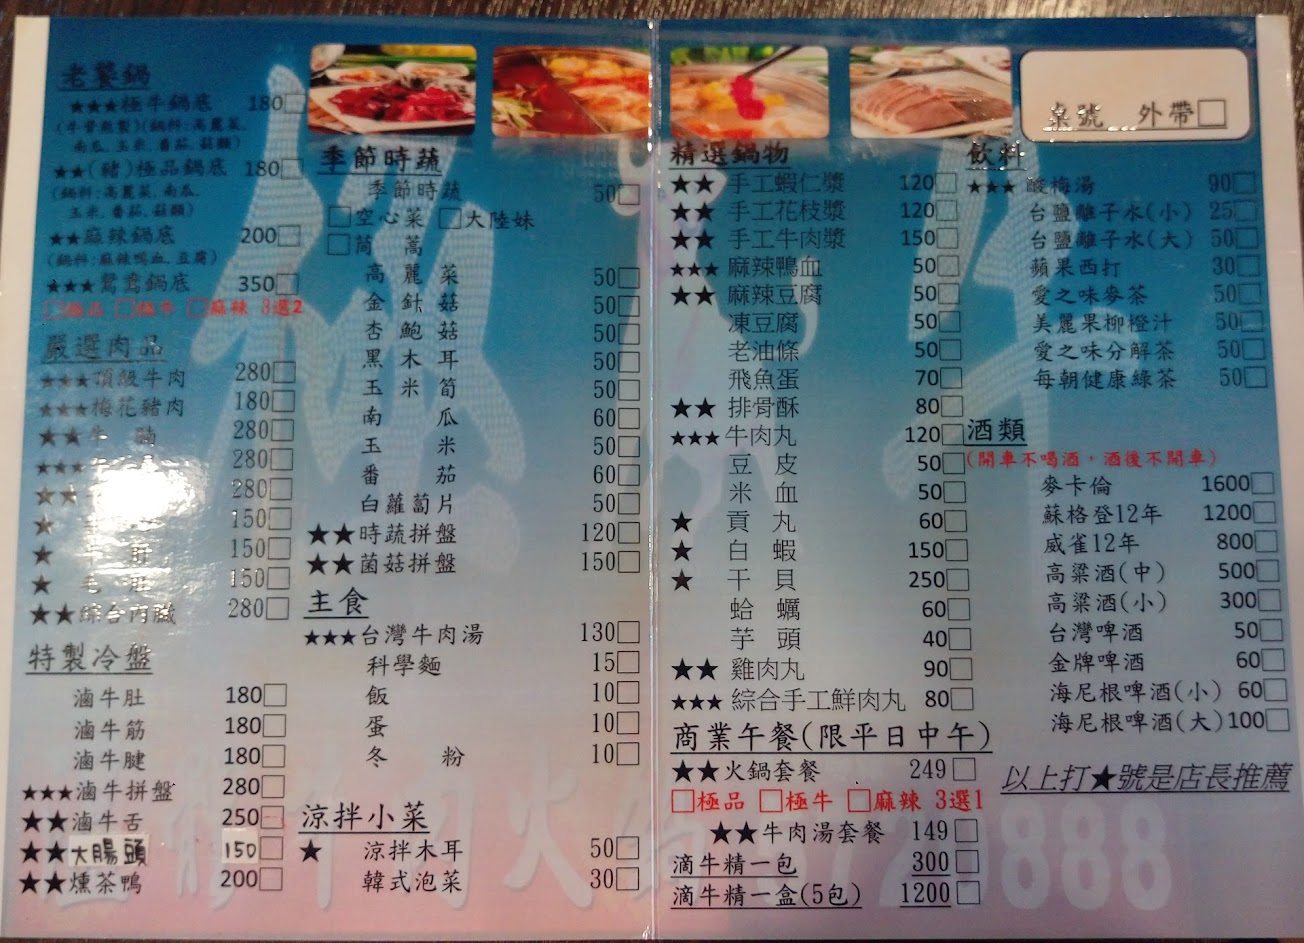 老饕鍋
★★★極牛鍋底 180□
(牛骨熬製)(鍋料:高麗菜.
南瓜.玉米.番茄.菇類)
★★(豬)極品鍋底 180□
(鍋料:高麗菜.南瓜.
玉米.番茄.菇類)
★★麻辣鍋底 200□
(鍋料:麻辣鴨血.豆腐)
★★★鴛鴦鍋底 350□
□極品 □極牛 □麻辣 3選2
嚴選肉品
★★★頂級牛肉 280□
★★★梅花豬肉 180□
★★牛 腩 280□
★★★ 280□
★★ 280□
★ 150□
★ 肝 150□
★ 毛 肚 150□
★★綜合內臟 280□
特製冷盤
滷牛肚 180□
滷牛筋 180□
滷牛腱 180□
★★★滷牛拼盤 280□
★★滷牛舌 250□
★★大腸頭 150□
★★燻茶鴨 200□
季節時蔬
季節時蔬 50□
□空心菜 □大陸妹
□茼 蒿
高麗菜 50□
金針菇 50□
杏鮑菇 50□
黑木耳 50□
玉米筍 50□
南 瓜 60□
玉 米 50□
番 茄 60□
白蘿蔔片 50□
★★時蔬拼盤 120□
★★菌菇拼盤 150□
主食
★★★台灣牛肉湯 130□
科學麵 15□
飯 10□
蛋 10□
冬 粉 10□
涼拌小菜
★ 涼拌木耳 50□
韓式泡菜 30□
精選鍋物
★★ 手工蝦仁漿 120□
★★ 手工花枝漿 120□
★★ 手工牛肉漿 150□
★★★ 麻辣鴨血 50□
★★ 麻辣豆腐 50□
凍豆腐 50□
老油條 50□
飛魚蛋 70□
★★ 排骨酥 80□
★★★ 牛肉丸 120□
豆 皮 50□
米 血 50□
★ 貢 丸 60□
★ 白 蝦 150□
★ 干 貝 250□
蛤 蠣 60□
芋 頭 40□
★★ 雞肉丸 90□
★★★ 綜合手工鮮肉丸 80□
商業午餐(限平日中午)
★★火鍋套餐 249□
□極品 □極牛 □麻辣 3選1
★★牛肉湯套餐 149□
滴牛精一包 300□
滴牛精一盒(5包) 1200□
桌號 外帶□
飲料
★★★ 酸梅湯 90□
台鹽離子水(小) 25□
台鹽離子水(大) 50□
蘋果西打 30□
愛之味麥茶 50□
美麗果柳橙汁 50□
愛之味分解茶 50□
每朝健康綠茶 50□
酒類
(開車不喝酒，酒後不開車)
麥卡倫 1600□
蘇格登12年 1200□
威雀12年 800□
高粱酒(中) 500□
高粱酒(小) 300□
台灣啤酒 50□
金牌啤酒 60□
海尼根啤酒(小) 60□
海尼根啤酒(大) 100□
以上打★號是店長推薦